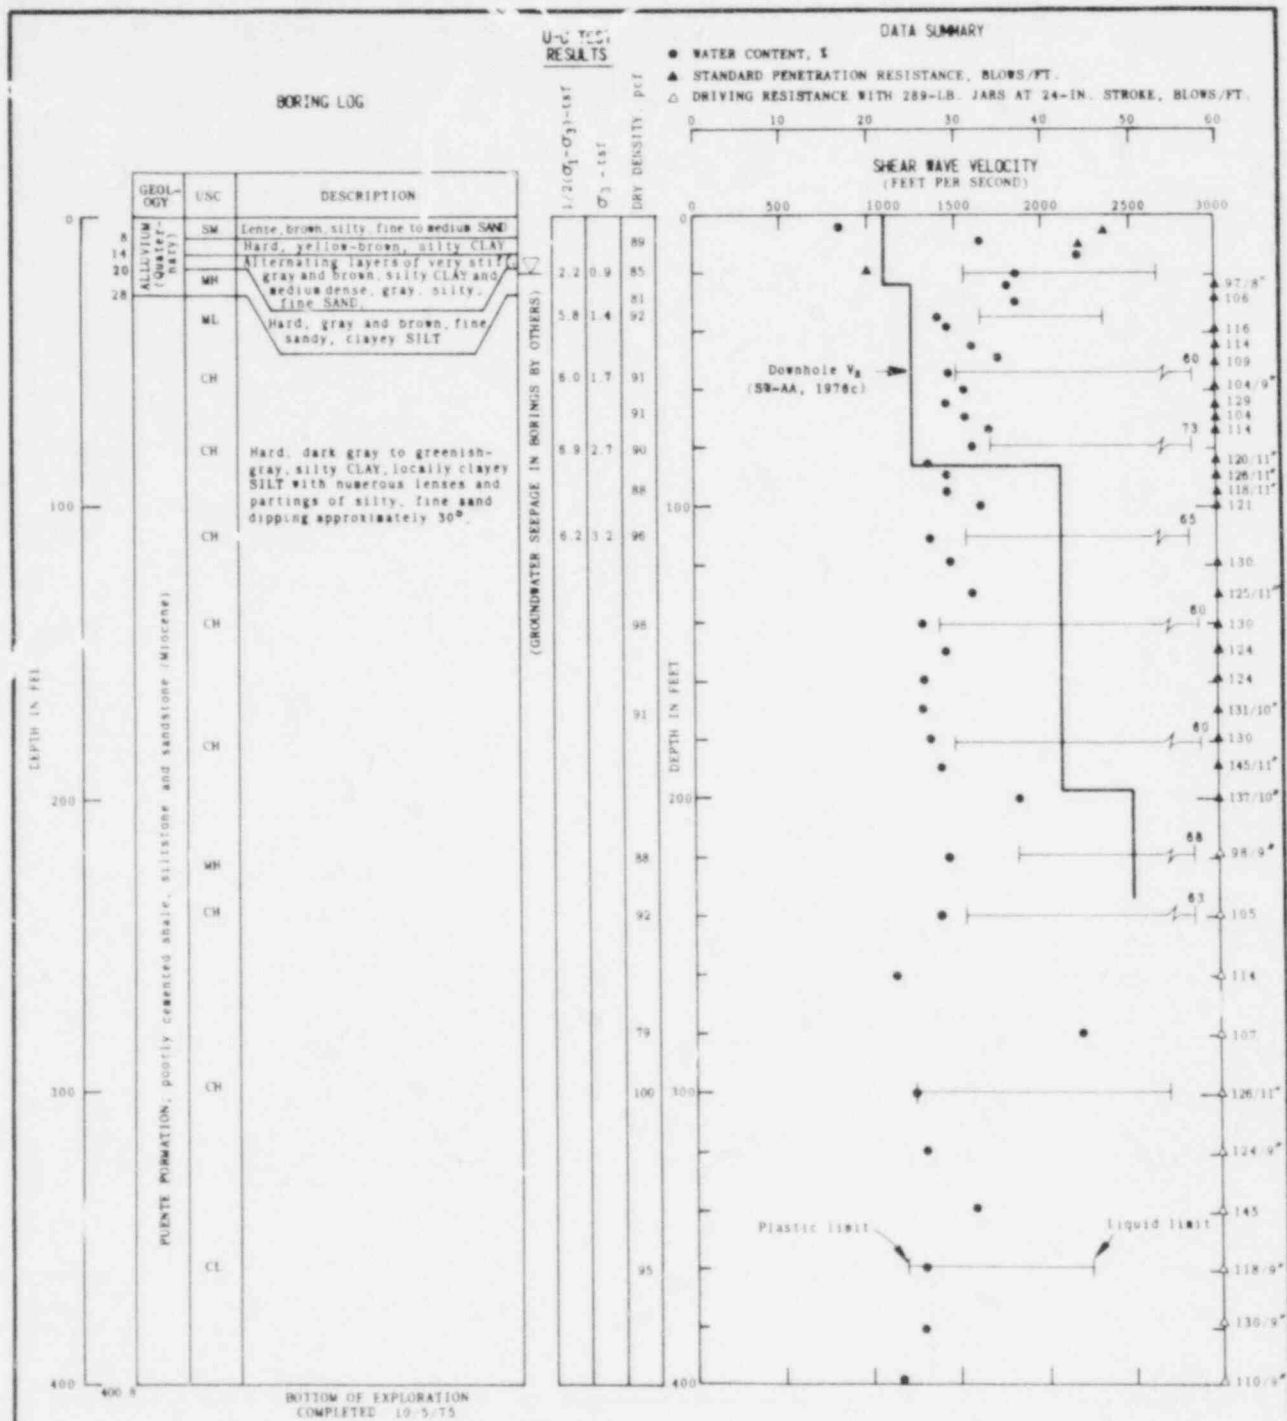 BORING LOG
U-U TEST
RESULTS
1/2(σ1-σ3)-tsf
σ3-tsf
DRY DENSITY, pcf
DATA SUMMARY
● WATER CONTENT, %
▲ STANDARD PENETRATION RESISTANCE, BLOWS/FT.
△ DRIVING RESISTANCE WITH 289-LB. JARS AT 24-IN. STROKE, BLOWS/FT.
0 20 30 40 50 60
SHEAR WAVE VELOCITY
(FEET PER SECOND)
0 500 1000 1500 2000 2500 3000
GEOL-
OGY
USC
DESCRIPTION
DEPTH IN
0
8
14
20
28
100
200
300
400
400.8
ALLUVIUM
(Quater-
nary)
PUENTE FORMATION; poorly cemented shale, siltstone and sandstone (Miocene)
SM
MH
ML
CH
CH
CH
CH
CH
MH
CH
CH
CL
brown, silty, fine to medium SAND
Hard, yellow-brown, silty CLAY
Alternating layers of very stiff,
gray and brown, silty CLAY and
medium dense, gray, silty,
fine SAND.
Hard, gray and brown, fine
sandy, clayey SILT
Hard, dark gray to greenish-
gray, silty CLAY, locally clayey
SILT with numerous lenses and
partings of silty, fine sand
dipping approximately 30°.
BOTTOM OF EXPLORATION
COMPLETED 10/5/75
(GROUNDWATER SEEPAGE IN BORINGS BY OTHERS)
2.2 0.9
5.8 1.4
6.0 1.7
6.9 2.7
6.2 3.2
89
85
81
92
91
91
90
88
96
98
91
88
92
79
100
95
DEPTH IN FEET
0
100
200
300
400
Downhole Vs
(SW-AA, 1978c)
60
73
65
60
60
68
63
Plastic limit
Liquid limit
97/8"
106
116
114
109
104/9"
129
104
114
120/11"
126/11"
118/11"
121
130
125/11"
130
124
124
131/10"
130
145/11"
137/10"
98/9"
105
114
107
126/11"
124/9"
145
118/9"
130/9"
110/9"